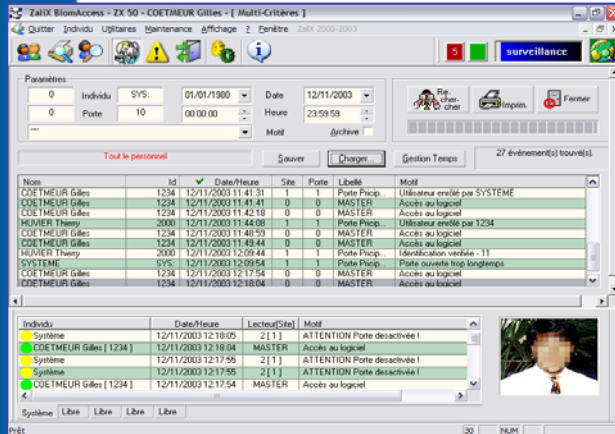 ZaliX BiomAccess - ZX 50 - COETMEUR Gilles - [ Multi-Critères ]
Quitter Individu Utilitaires Maintenance Affichage ? Fenêtre ZaliX 2000-2003
5 surveillance
Paramètres
0 Individu SYS: 01/01/1980 Date 12/11/2003
0 Porte 10 00:00:00 Heure 23:59:59
Motif Archive
Re-chercher Imprim. Fermer
Tout le personnel Sauver Charger... Gestion Temps 27 événement(s) trouvé(s).
Nom Id Date/Heure Site Porte Libellé Motif
COETMEUR Gilles 1234 12/11/2003 11:41:31 1 1 Porte Pricip... Utilisateur enrôlé par SYSTEME
COETMEUR Gilles 1234 12/11/2003 11:41:41 0 0 MASTER Accès au logiciel
COETMEUR Gilles 1234 12/11/2003 11:42:18 0 0 MASTER Accès au logiciel
HUVIER Thierry 2000 12/11/2003 11:44:08 1 1 Porte Pricip... Utilisateur enrôlé par 1234
COETMEUR Gilles 1234 12/11/2003 11:48:59 0 0 MASTER Accès au logiciel
COETMEUR Gilles 1234 12/11/2003 11:49:44 0 0 MASTER Accès au logiciel
HUVIER Thierry 2000 12/11/2003 12:09:44 1 1 Porte Pricip... Identification vérifiée - 11
SYSTEME SYS: 12/11/2003 12:09:54 1 1 Porte Pricip... Porte ouverte trop longtemps
COETMEUR Gilles 1234 12/11/2003 12:17:54 0 0 MASTER Accès au logiciel
COETMEUR Gilles 1234 12/11/2003 12:18:04 0 0 MASTER Accès au logiciel
Individu Date/Heure Lecteur[Site] Motif
Système 12/11/2003 12:18:05 2 [ 1 ] ATTENTION Porte desactivée !
COETMEUR Gilles [ 1234 ] 12/11/2003 12:18:04 MASTER Accès au logiciel
Système 12/11/2003 12:17:55 2 [ 1 ] ATTENTION Porte desactivée !
Système 12/11/2003 12:17:55 2 [ 1 ] ATTENTION Porte desactivée !
COETMEUR Gilles [ 1234 ] 12/11/2003 12:17:54 MASTER Accès au logiciel
Système Libre Libre Libre Libre
Prêt 30 NUM